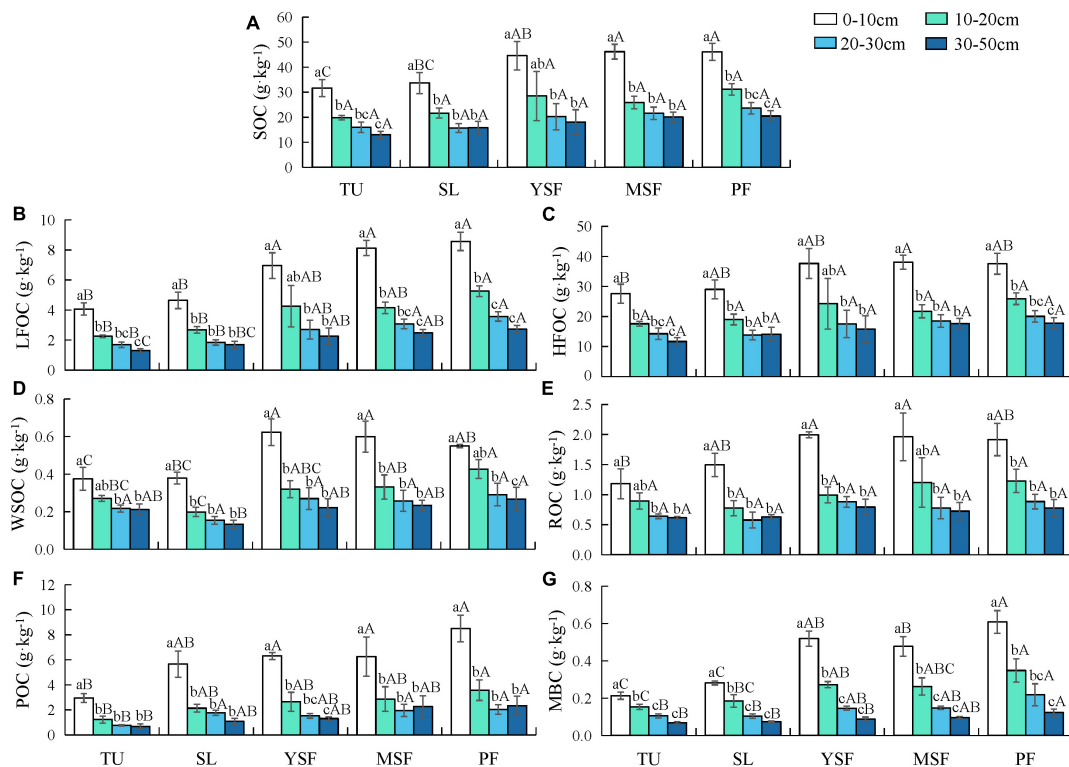 A
0-10cm 10-20cm
20-30cm 30-50cm
SOC (g·kg-1)
60
50
40
30
20
10
0
aC bA bcA cA
aBC bA bA bA
aAB abA bA bA
aA bA bA bA
aA bA bcA cA
TU SL YSF MSF PF
B
LFOC (g·kg-1)
10
8
6
4
2
0
aB bB bcB cC
aB bB bB bBC
aA abAB bAB bAB
aA bAB bcA cAB
aA bA cA cA
C
HFOC (g·kg-1)
50
40
30
20
10
0
aB bA bcA cA
aAB bA bA bA
aAB abA bA bA
aA bA bA bA
aAB bA bcA cA
D
WSOC (g·kg-1)
0.8
0.6
0.4
0.2
0.0
aC abBC bA bAB
aBC bC bA bB
aA bABC bA bAB
aA bAB bA bAB
aAB abA bA cA
E
ROC (g·kg-1)
2.5
2.0
1.5
1.0
0.5
0.0
aB abA bA bA
aAB bA bA bA
aA bA bA bA
aA abA bA bA
aAB bA bA bA
F
POC (g·kg-1)
12
10
8
6
4
2
0
aB bB bB bB
aAB bAB bA bAB
aA bAB bcAB cAB
aAB bAB bA bAB
aA bA bA bA
TU SL YSF MSF PF
G
MBC (g·kg-1)
0.8
0.6
0.4
0.2
0.0
aC bC cB cB
aC bBC cB cB
aAB bAB cAB cB
aB bABC cAB cAB
aA bA bcA cA
TU SL YSF MSF PF